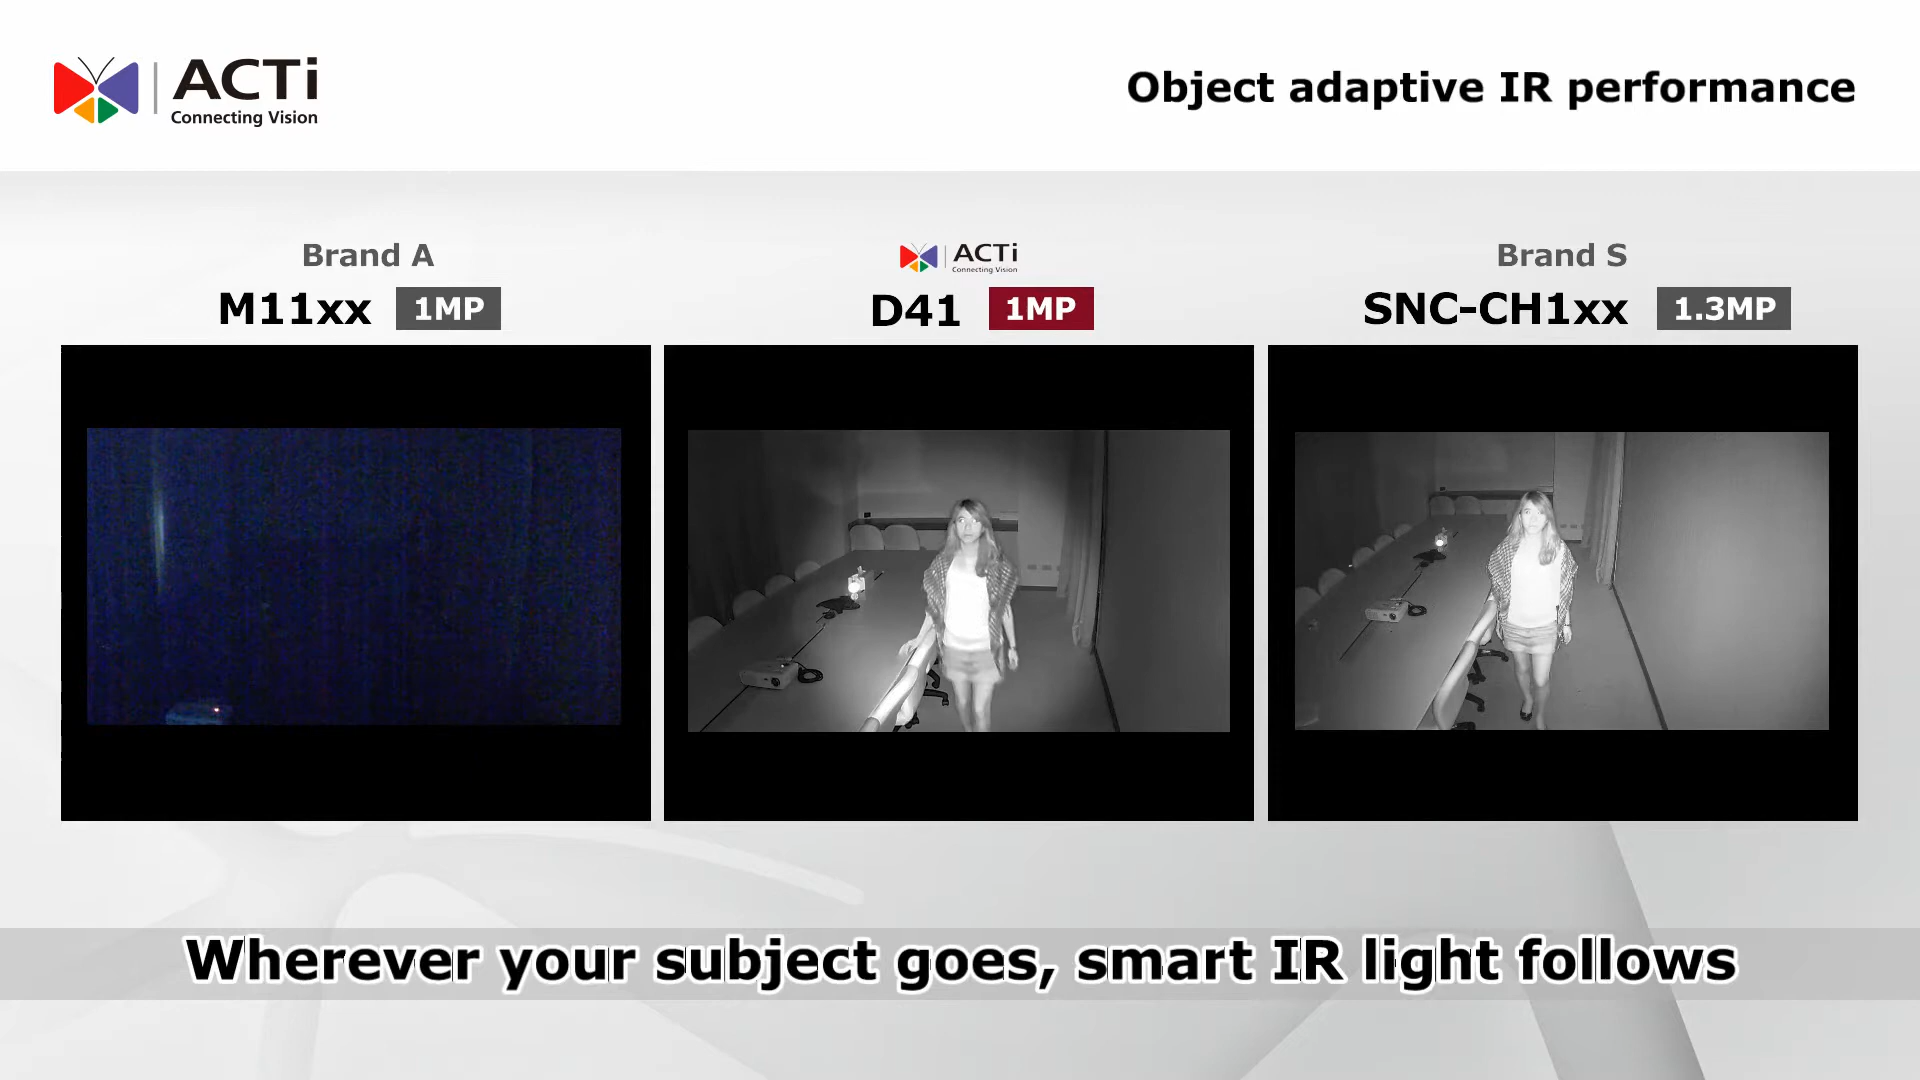 ACTi
Connecting Vision
Object adaptive IR performance
Brand A
M11xx 1MP
ACTi
Connecting Vision
D41 1MP
Brand S
SNC-CH1xx 1.3MP
Wherever your subject goes, smart IR light follows